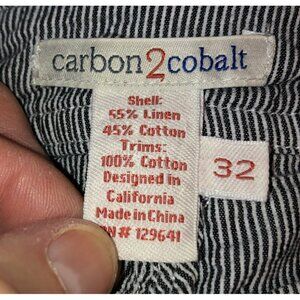 carbon2cobalt
Shell:
55% Linen
45% Cotton
Trims:
100% Cotton
Designed in
California
Made in China
RN# 129641
32